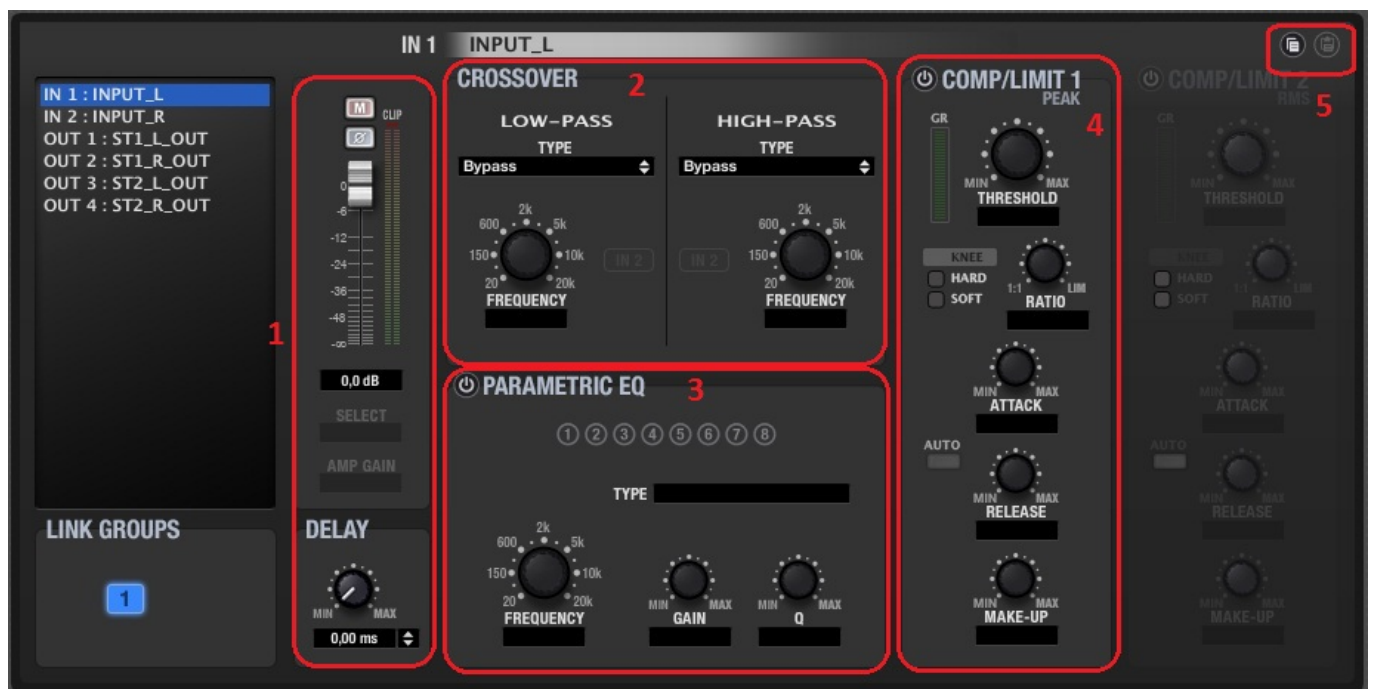 IN 1 INPUT_L
IN 1 : INPUT_L
IN 2 : INPUT_R
OUT 1 : ST1_L_OUT
OUT 2 : ST1_R_OUT
OUT 3 : ST2_L_OUT
OUT 4 : ST2_R_OUT
LINK GROUPS
1
1
M CLIP
Ø
0
-6
-12
-24
-36
-48
-∞
0,0 dB
SELECT
AMP GAIN
DELAY
MIN MAX
0,00 ms
CROSSOVER 2
LOW-PASS
TYPE
Bypass
2k
600 5k
150 10k
20 20k
FREQUENCY
IN 2
HIGH-PASS
TYPE
Bypass
2k
600 5k
150 10k
20 20k
FREQUENCY
IN 2
PARAMETRIC EQ 3
1 2 3 4 5 6 7 8
TYPE
2k
600 5k
150 10k
20 20k
FREQUENCY
MIN MAX
GAIN
MIN MAX
Q
COMP/LIMIT 1
PEAK
4
GR
MIN MAX
THRESHOLD
KNEE
HARD
SOFT
1:1 LIM
RATIO
MIN MAX
ATTACK
AUTO
MIN MAX
RELEASE
MIN MAX
MAKE-UP
5
COMP/LIMIT 2
RMS
GR
MIN MAX
THRESHOLD
KNEE
HARD
SOFT
1:1 LIM
RATIO
MIN MAX
ATTACK
AUTO
MIN MAX
RELEASE
MIN MAX
MAKE-UP